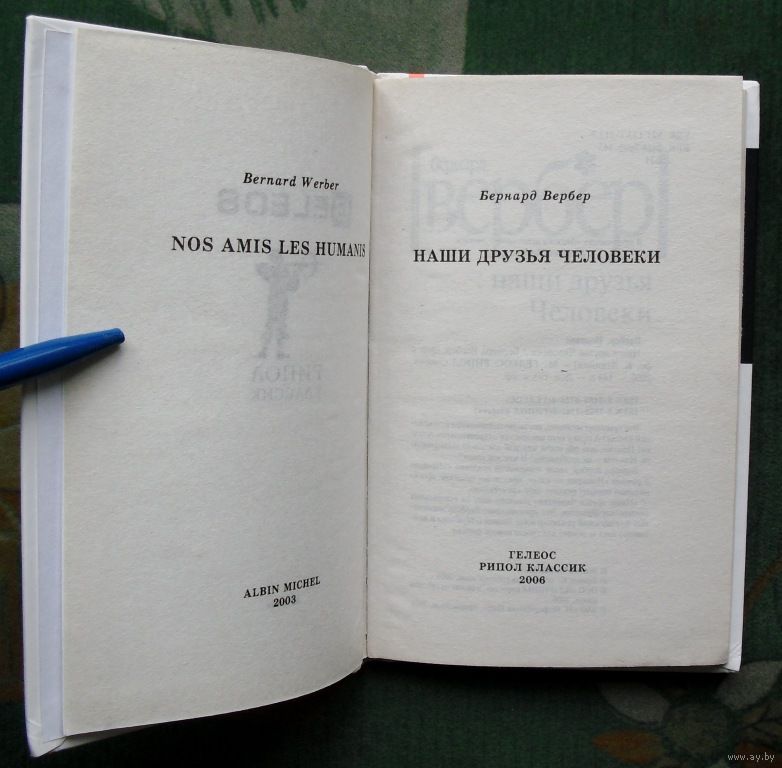 Bernard Werber
NOS AMIS LES HUMANIS
ALBIN MICHEL
2003
Бернард Вербер
НАШИ ДРУЗЬЯ ЧЕЛОВЕКИ
ГЕЛЕОС
РИПОЛ КЛАССИК
2006
www.ay.by